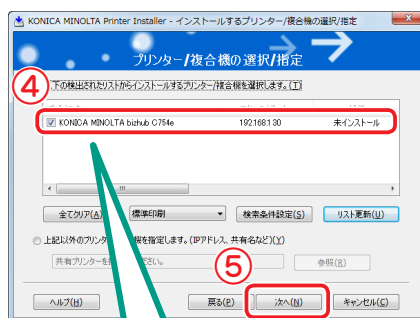 KONICA MINOLTA Printer Installer - インストールするプリンター/複合機の選択/指定
プリンター/複合機の選択/指定
④
下の検出されたリストからインストールするプリンター/複合機を選択します。(T)
KONICA MINOLTA bizhub C754e 192.168.1.30 未インストール
全てクリア(A) 標準印刷 検索条件設定(S) リスト更新(U)
上記以外のプリンタ 機を指定します。(IPアドレス、共有名など)(Y)
共有プリンターを ださい。 参照(R)
⑤
ヘルプ(H) 戻る(P) 次へ(N) キャンセル(C)